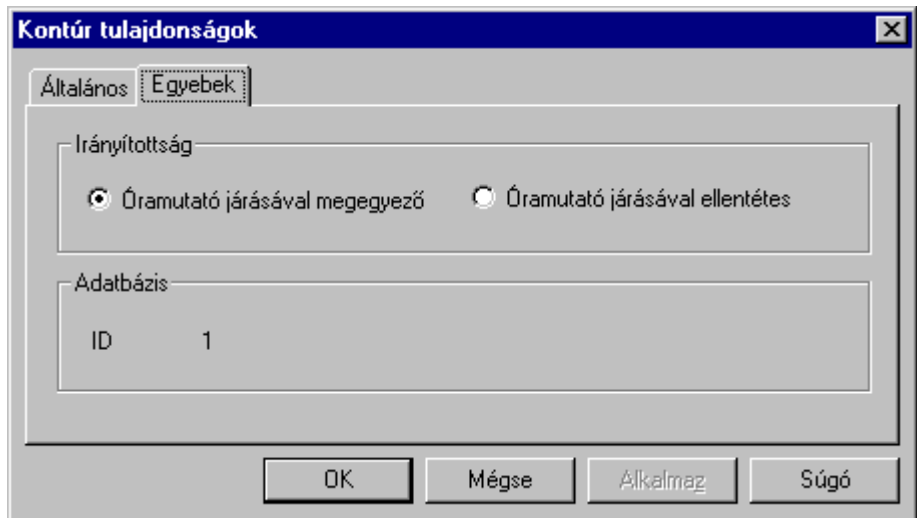 Kontúr tulajdonságok
Általános Egyebek
Irányítottság
Óramutató járásával megegyező Óramutató járásával ellentétes
Adatbázis
ID 1
OK Mégse Alkalmaz Súgó